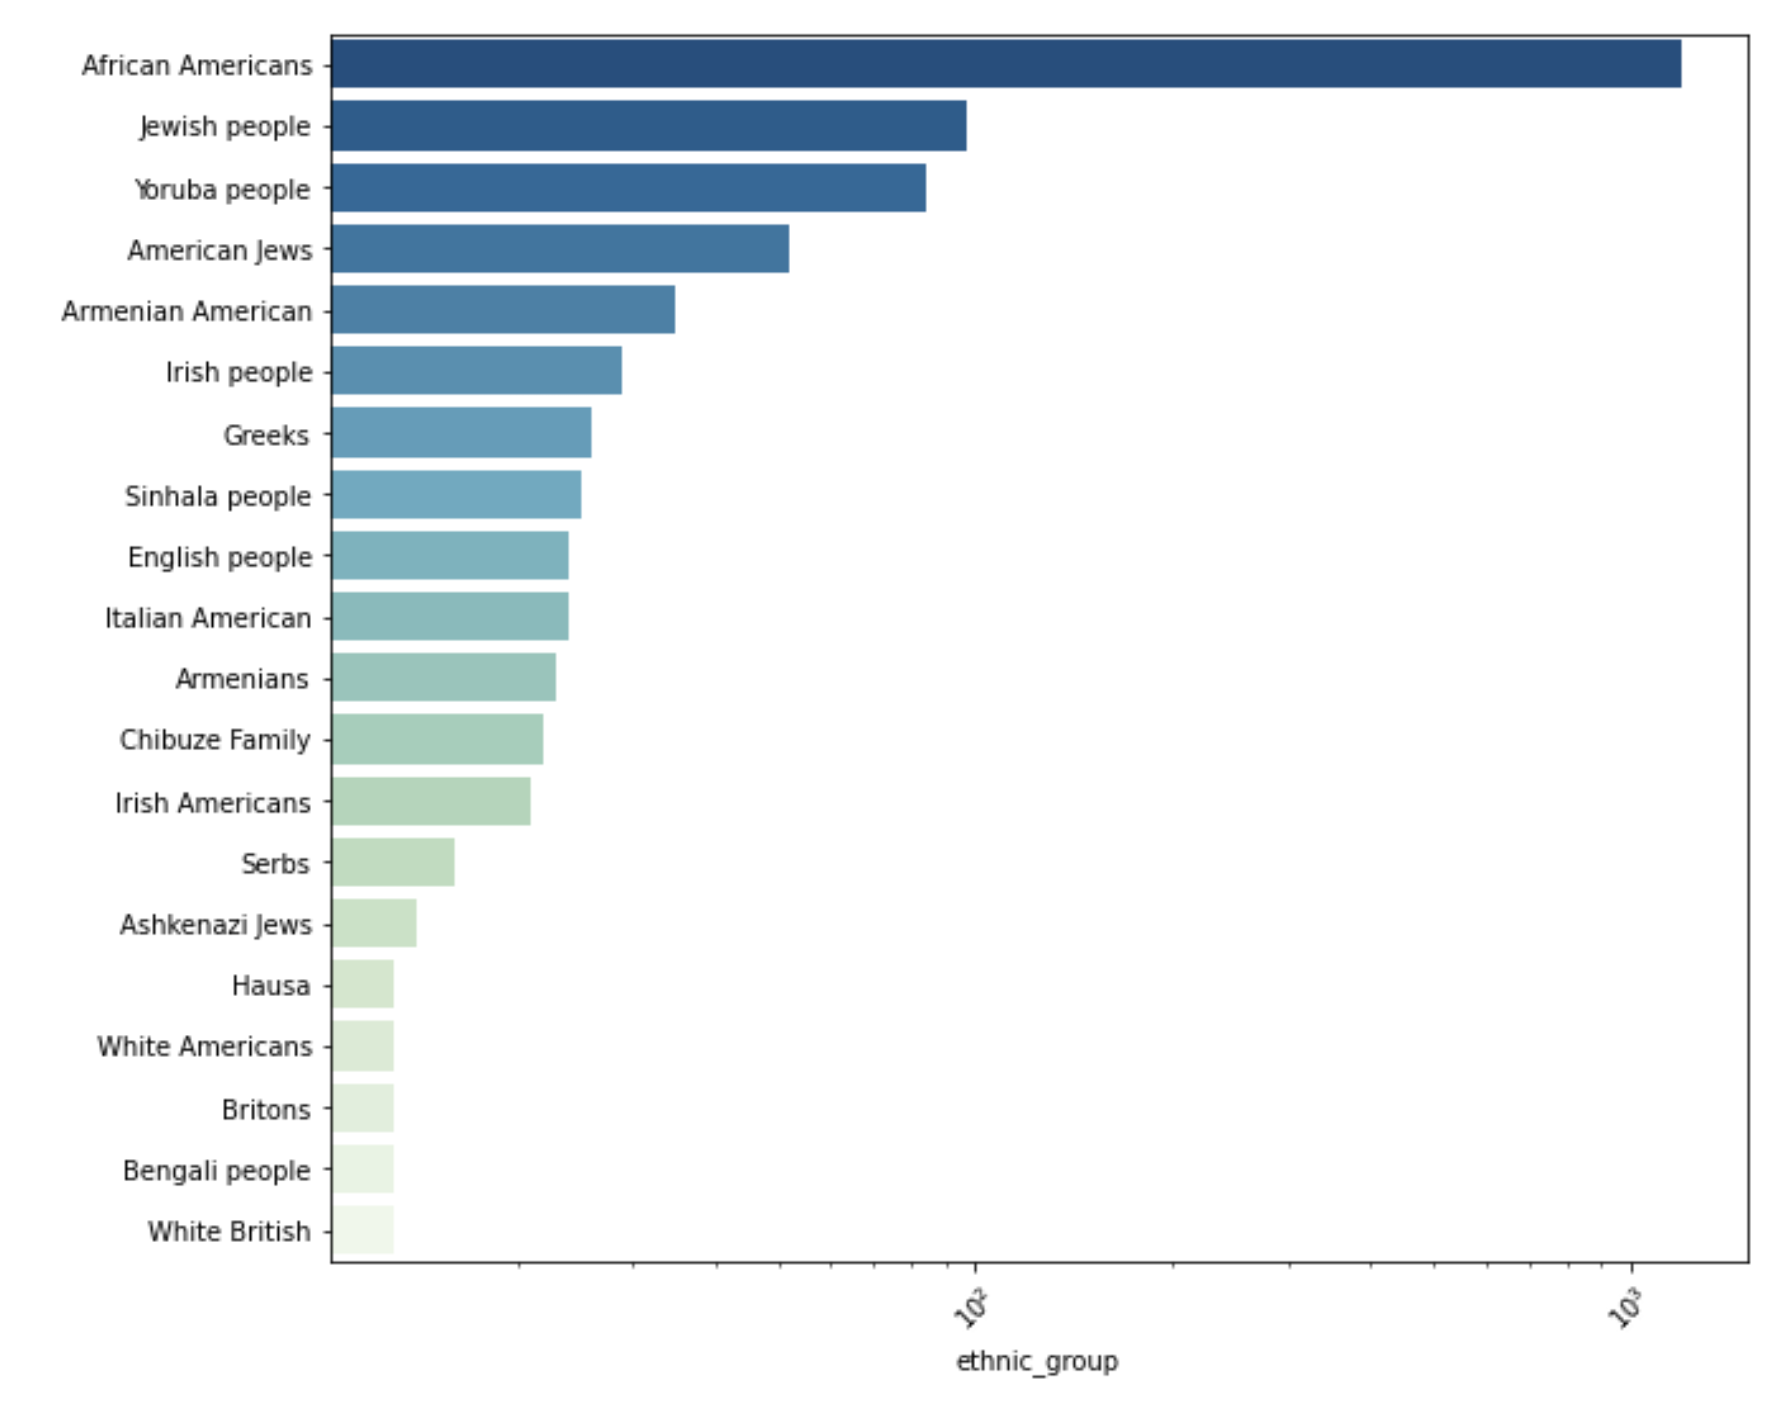 African Americans
Jewish people
Yoruba people
American Jews
Armenian American
Irish people
Greeks
Sinhala people
English people
Italian American
Armenians
Chibuze Family
Irish Americans
Serbs
Ashkenazi Jews
Hausa
White Americans
Britons
Bengali people
White British
10² 10³
ethnic_group